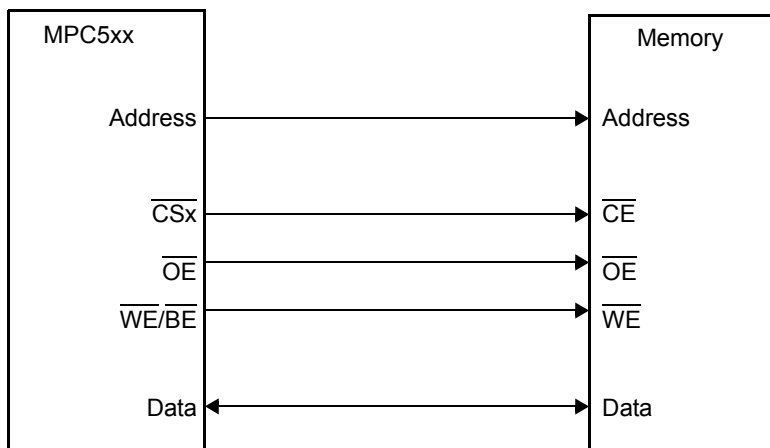 MPC5xx Memory
Address Address
CSx CE
OE OE
WE/BE WE
Data Data